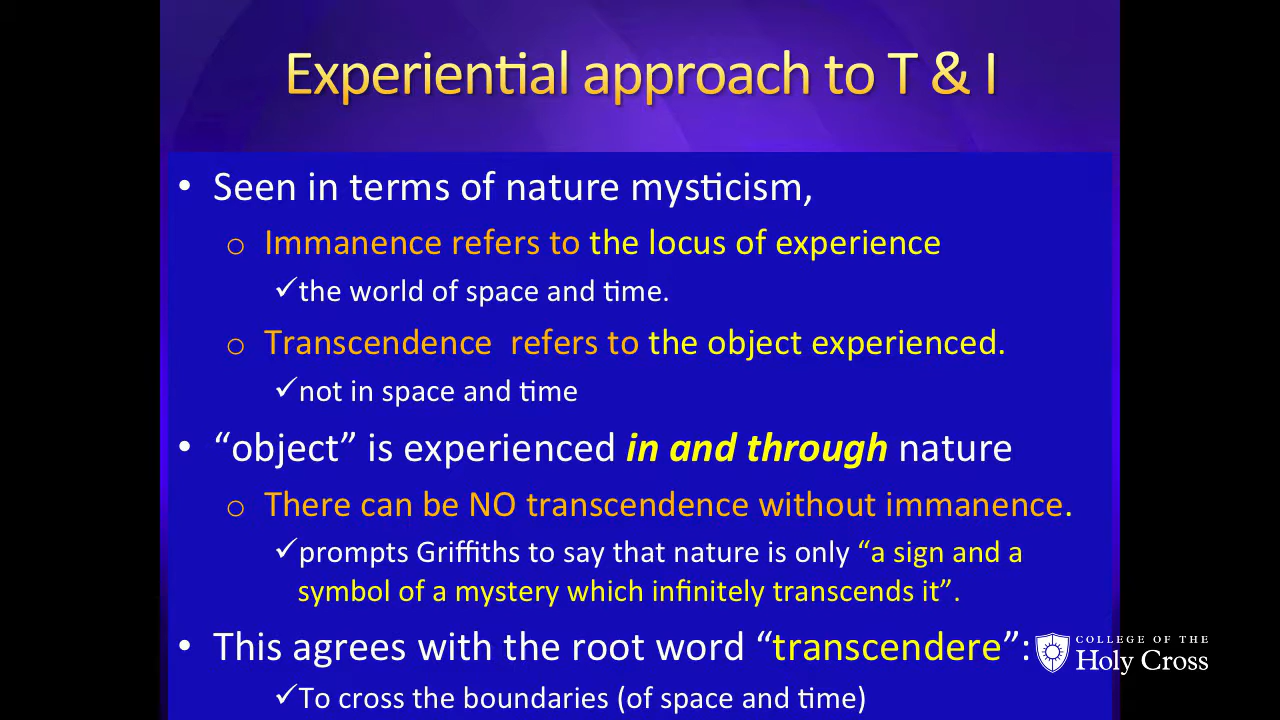 Experiential approach to T & I
• Seen in terms of nature mysticism,
o Immanence refers to the locus of experience
✓the world of space and time.
o Transcendence  refers to the object experienced.
✓not in space and time
• “object” is experienced in and through nature
o There can be NO transcendence without immanence.
✓prompts Griffiths to say that nature is only “a sign and a
symbol of a mystery which infinitely transcends it”.
• This agrees with the root word “transcendere”:
COLLEGE OF THE
Holy Cross
✓To cross the boundaries (of space and time)